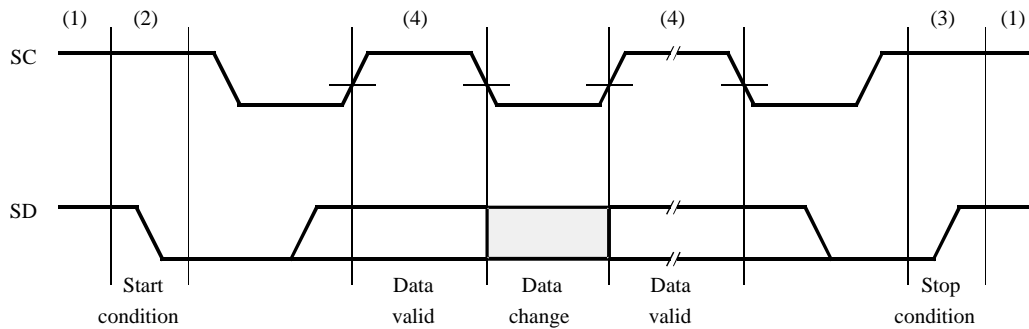 (1) (2) (4) (4) (3) (1)
SC
SD
Start Data Data Data Stop
condition valid change valid condition